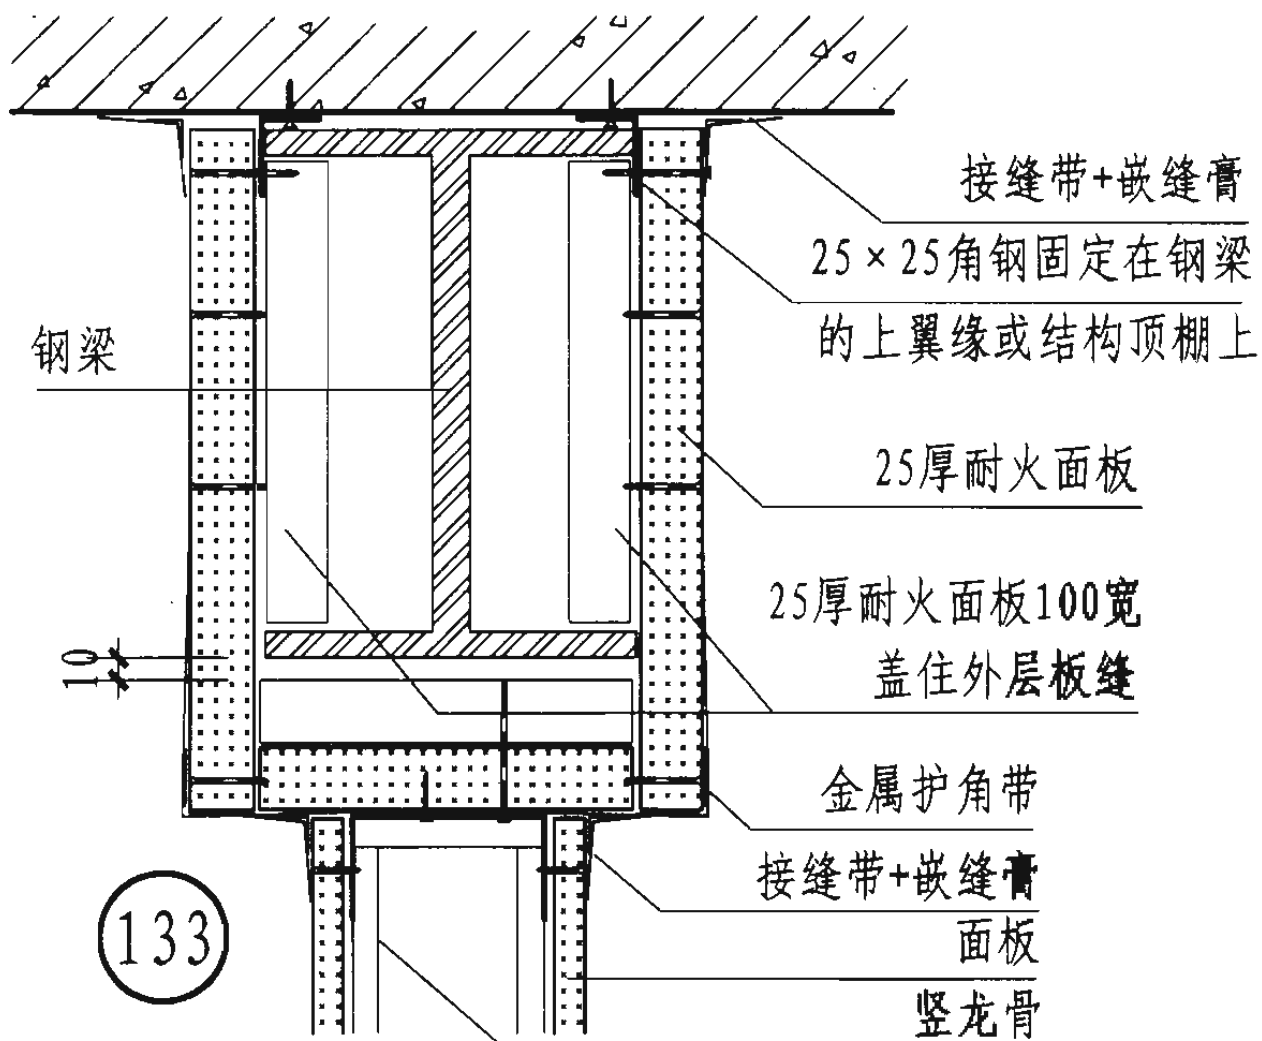 接缝带+嵌缝膏
25×25角钢固定在钢梁
的上翼缘或结构顶棚上
钢梁
25厚耐火面板
25厚耐火面板100宽
盖住外层板缝
10
金属护角带
接缝带+嵌缝膏
133
面板
竖龙骨